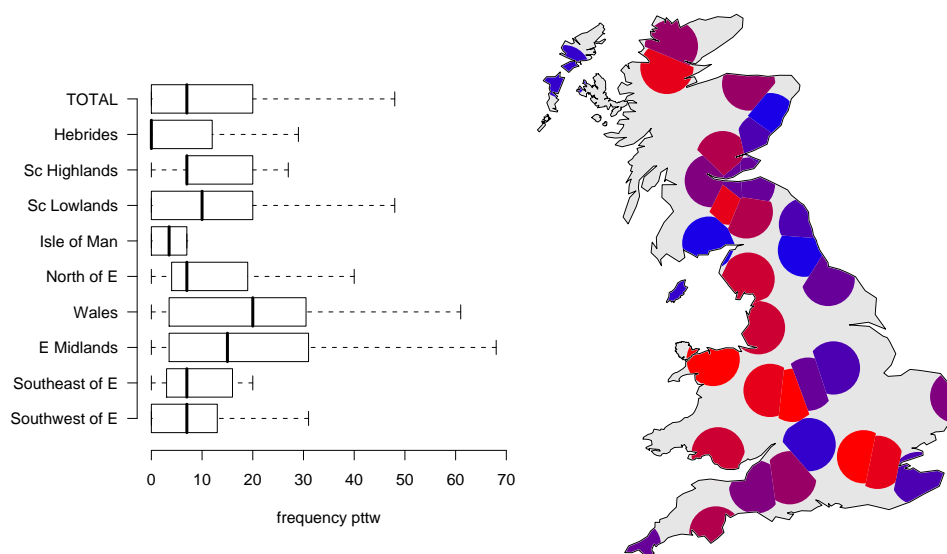 TOTAL
Hebrides
Sc Highlands
Sc Lowlands
Isle of Man
North of E
Wales
E Midlands
Southeast of E
Southwest of E
0 10 20 30 40 50 60 70
frequency pttw